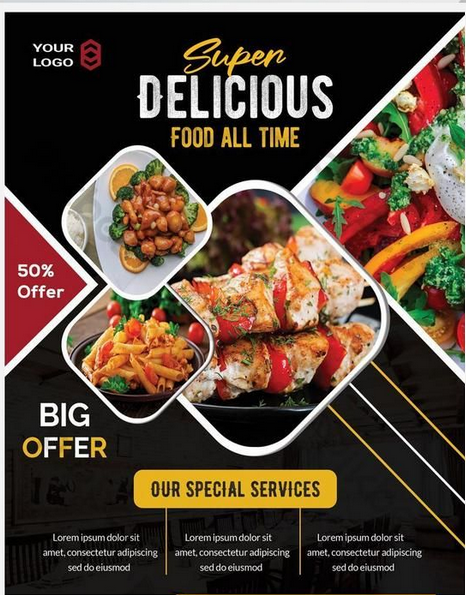 YOUR
LOGO
Super
DELICIOUS
FOOD ALL TIME
50%
Offer
BIG
OFFER
OUR SPECIAL SERVICES
Lorem ipsum dolor sit
amet, consectetur adipiscing
sed do eiusmod
Lorem ipsum dolor sit
amet, consectetur adipiscing
sed do eiusmod
Lorem ipsum dolor sit
amet, consectetur adipiscing
sed do eiusmod